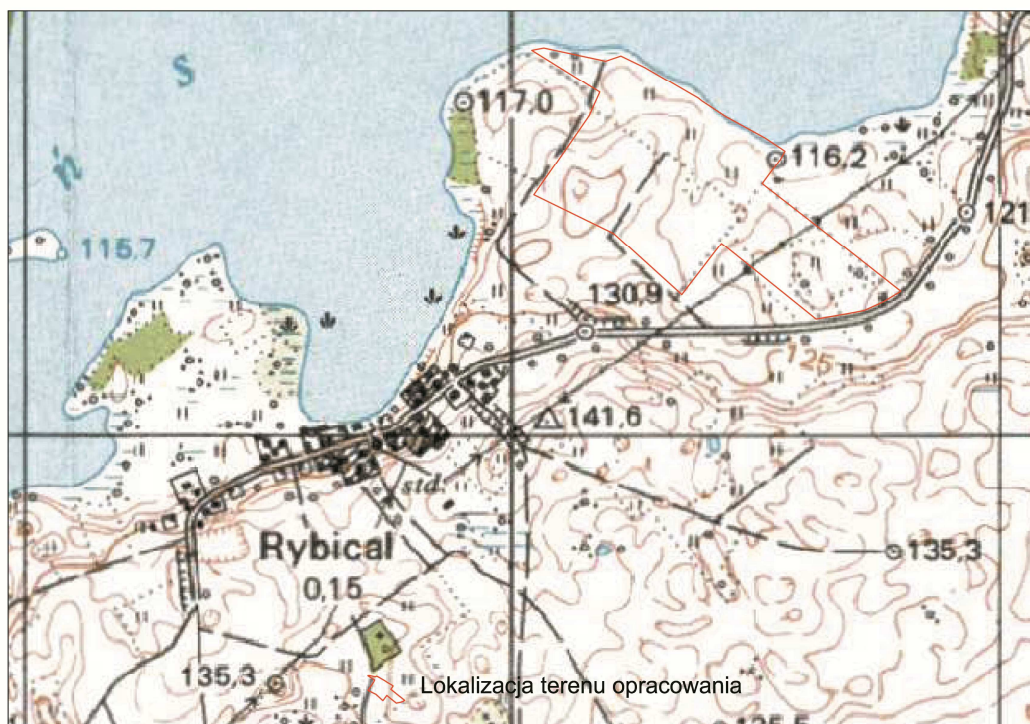 s
ń
117,0
116.2
121
115.7
130.9
125
141,6
std.
Rybical
0,15
135,3
135,3
Lokalizacja terenu opracowania